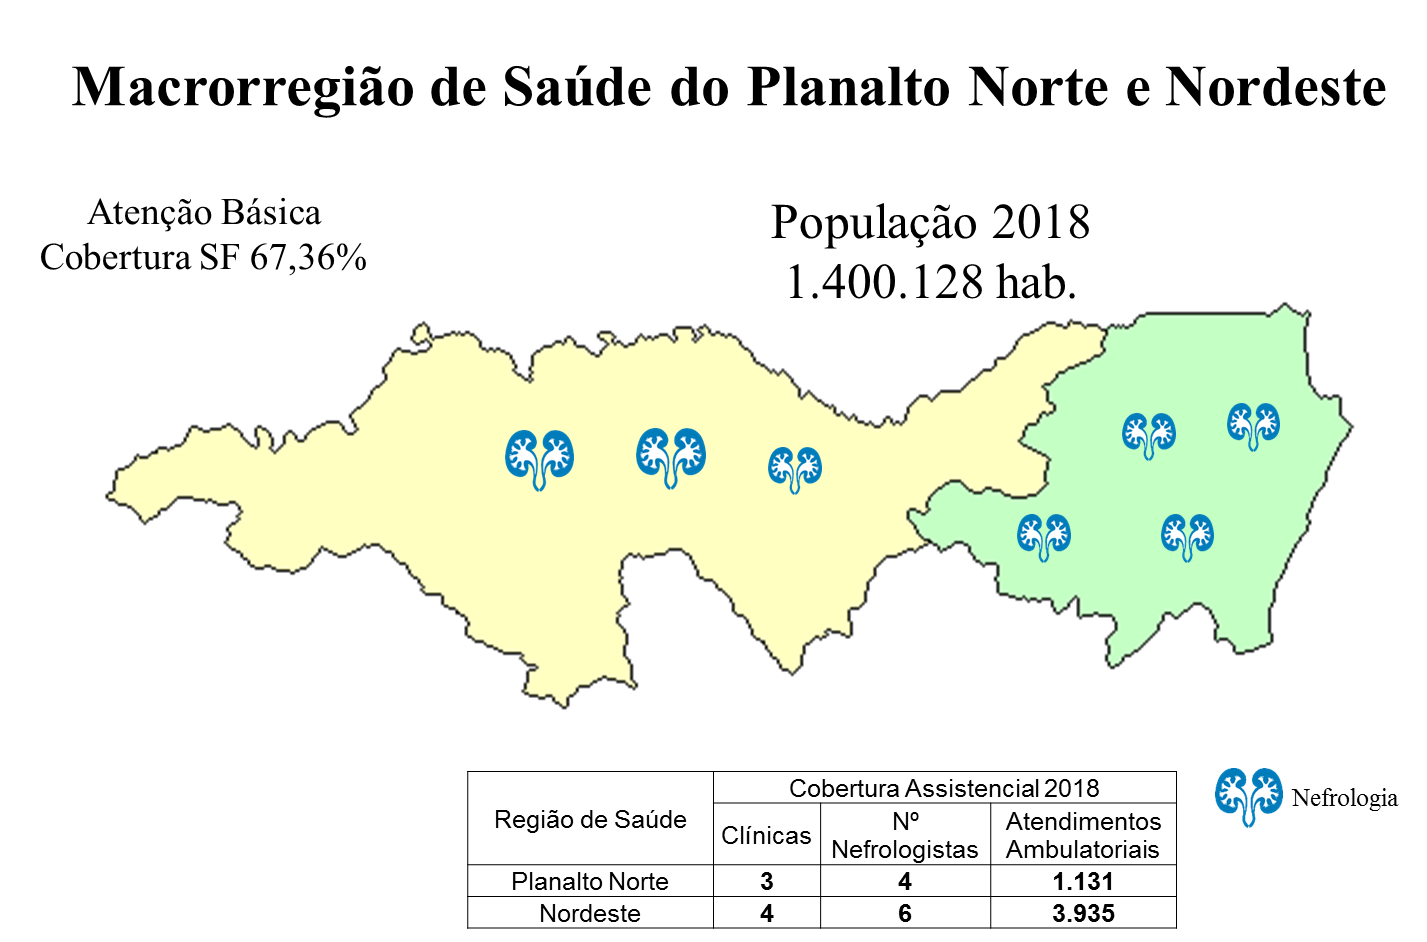 Macrorregião de Saúde do Planalto Norte e Nordeste
Atenção Básica
Cobertura SF 67,36%
População 2018
1.400.128 hab.
Nefrologia
Região de Saúde
Cobertura Assistencial 2018
Clínicas
Nº
Nefrologistas
Atendimentos
Ambulatoriais
Planalto Norte 3 4 1.131
Nordeste 4 6 3.935